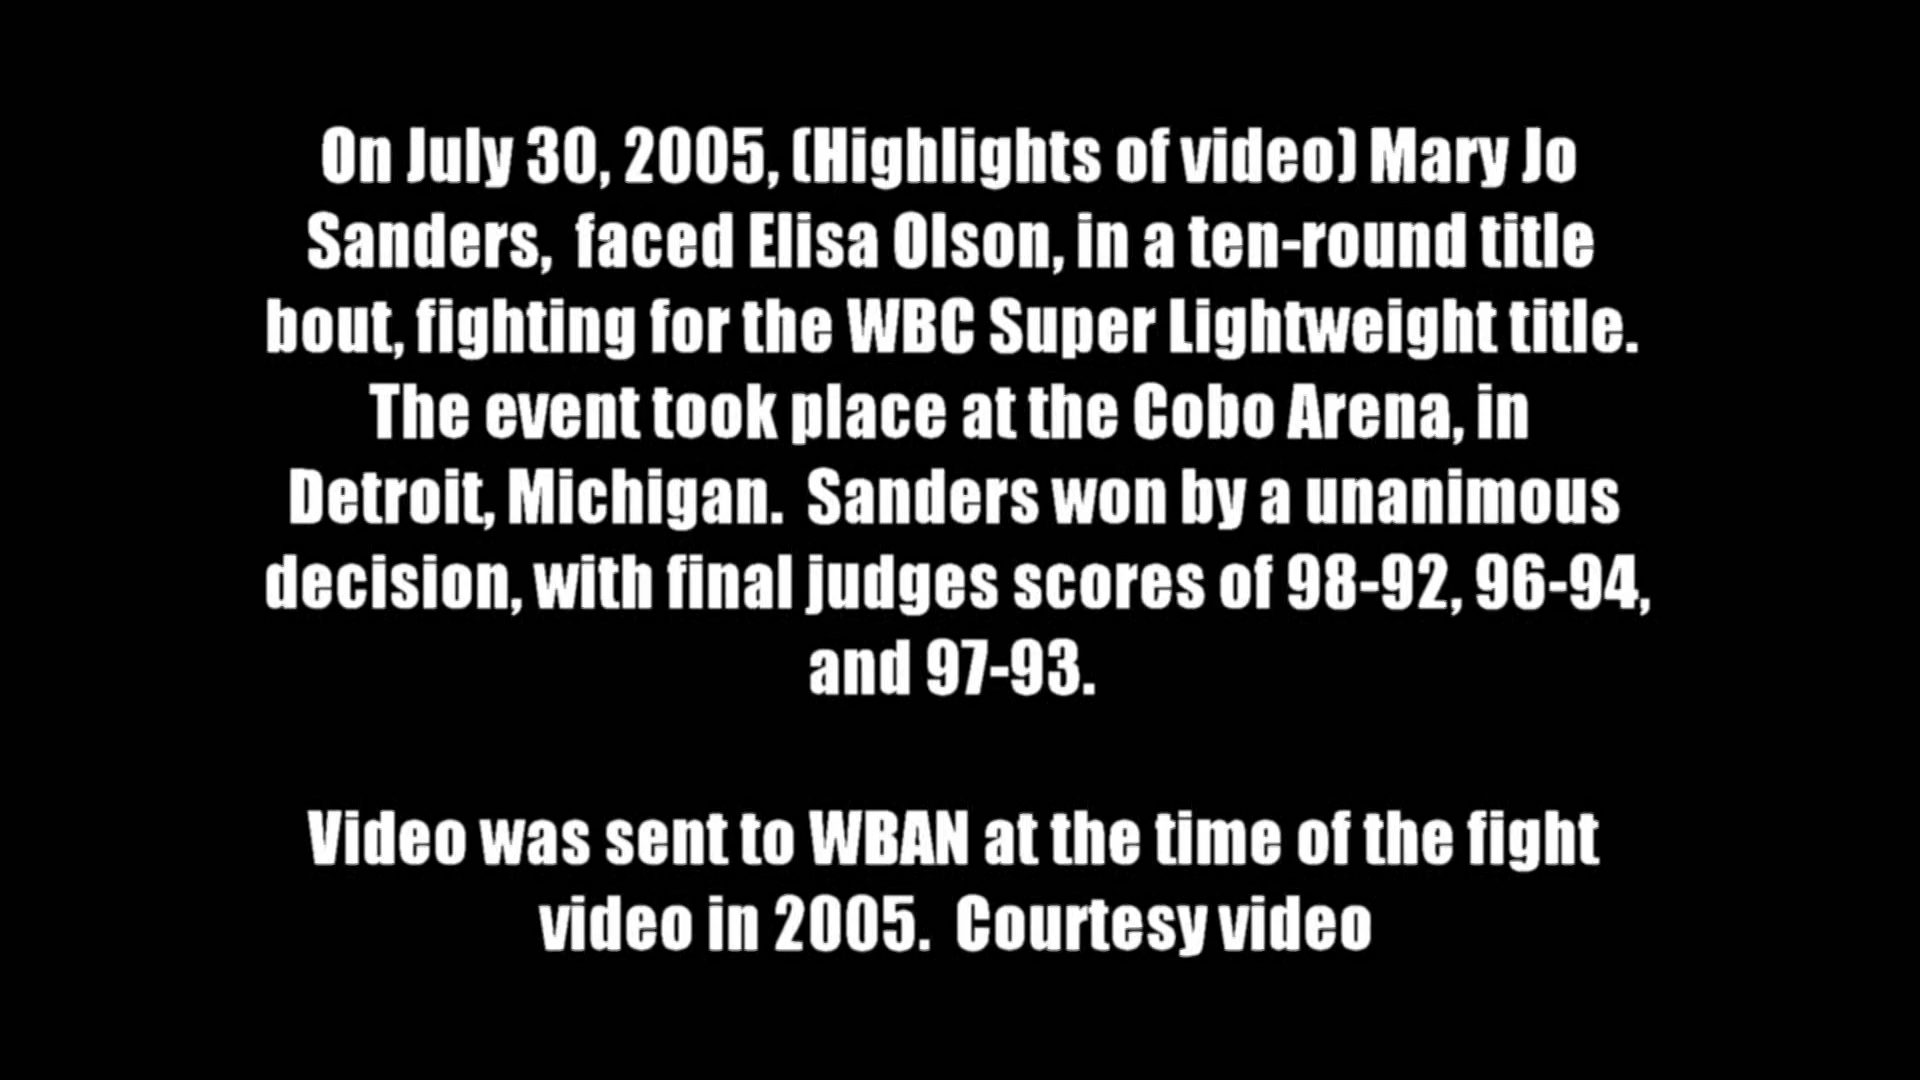 On July 30, 2005, (Highlights of video) Mary Jo
Sanders,  faced Elisa Olson, in a ten-round title
bout, fighting for the WBC Super Lightweight title.
The event took place at the Cobo Arena, in
Detroit, Michigan.  Sanders won by a unanimous
decision, with final judges scores of 98-92, 96-94,
and 97-93.
Video was sent to WBAN at the time of the fight
video in 2005.  Courtesy video